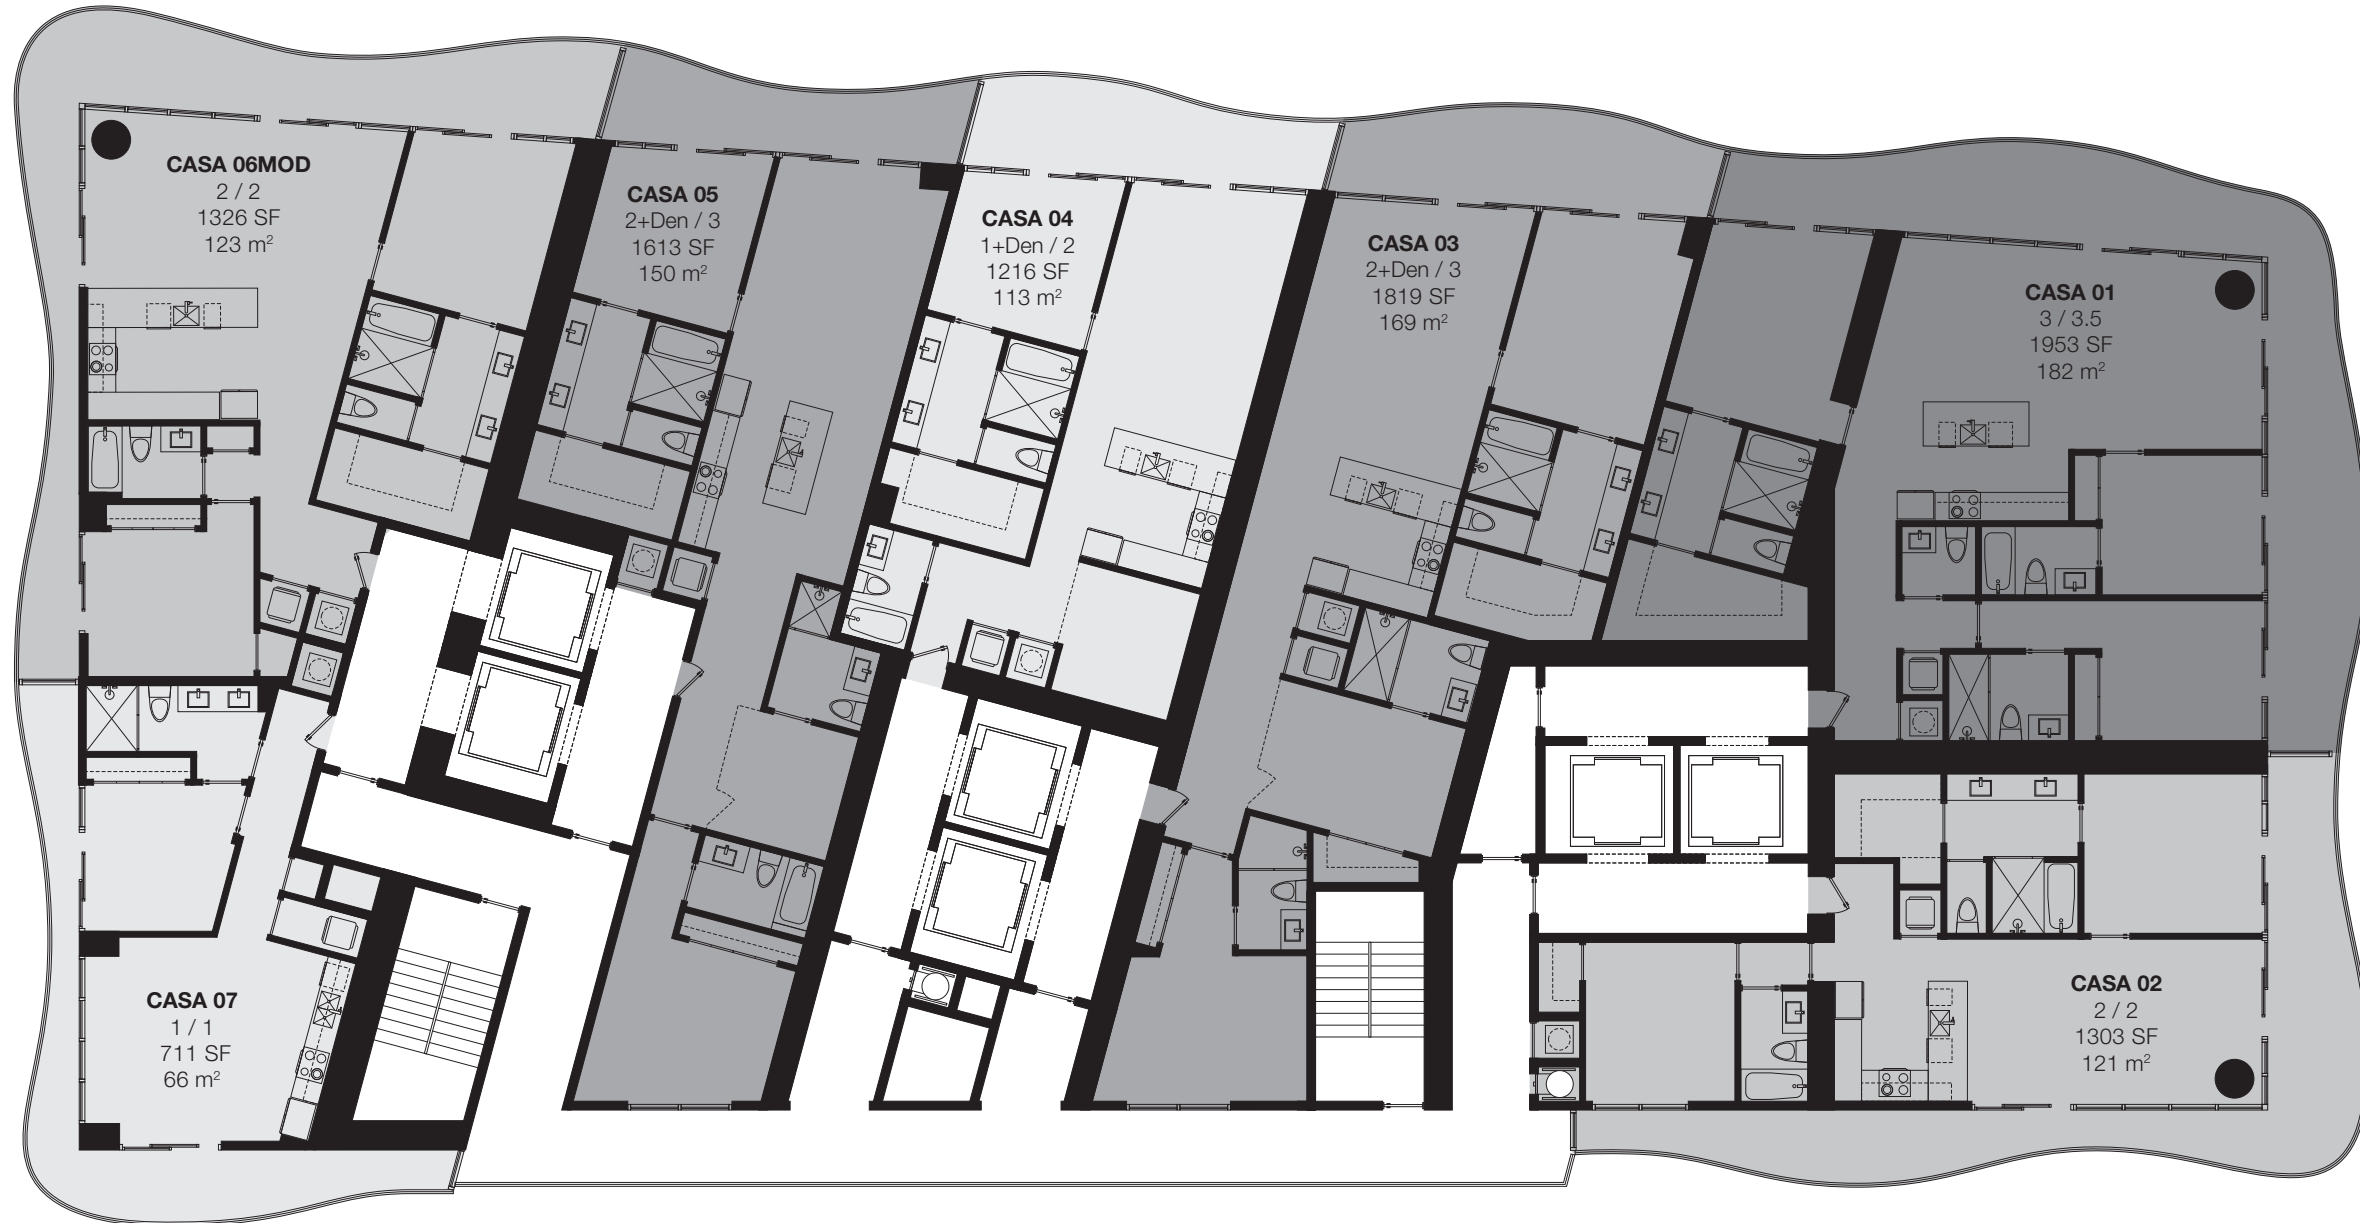 CASA 06MOD
2 / 2
1326 SF
123 m²
CASA 05
2+Den / 3
1613 SF
150 m²
CASA 04
1+Den / 2
1216 SF
113 m²
CASA 03
2+Den / 3
1819 SF
169 m²
CASA 01
3 / 3.5
1953 SF
182 m²
CASA 07
1 / 1
711 SF
66 m²
CASA 02
2 / 2
1303 SF
121 m²